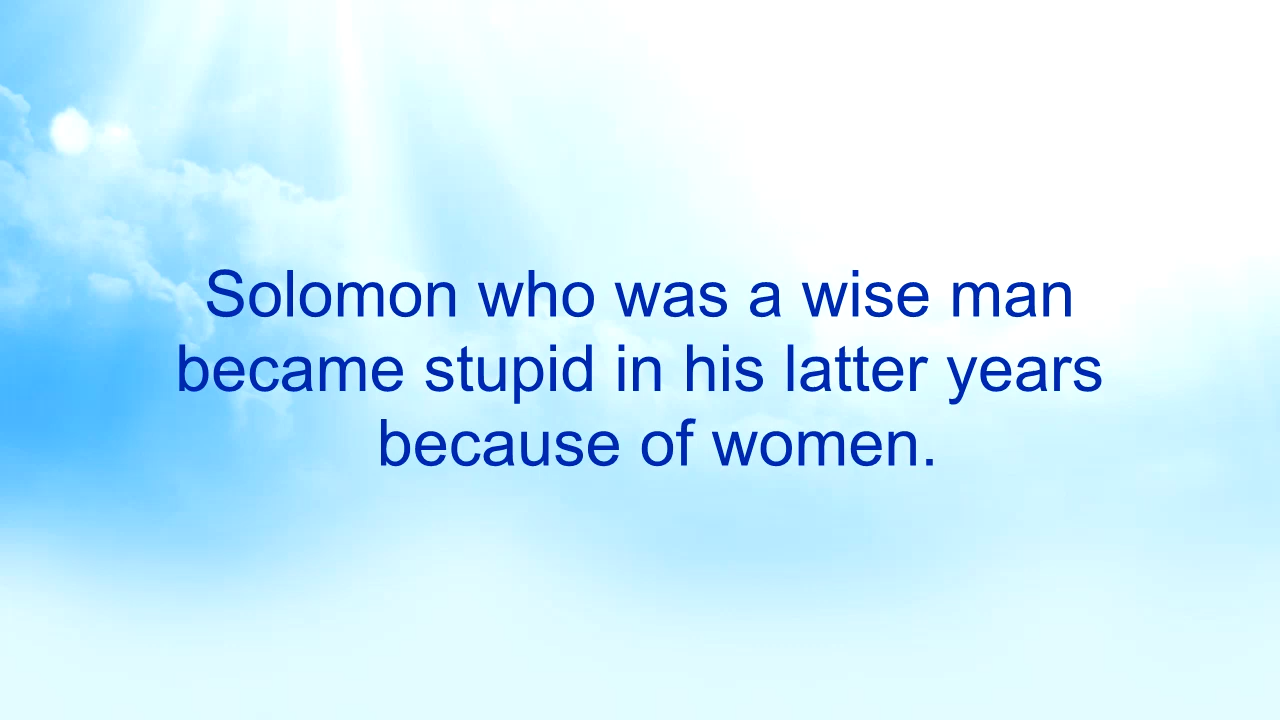 Solomon who was a wise man
became stupid in his latter years
because of women.